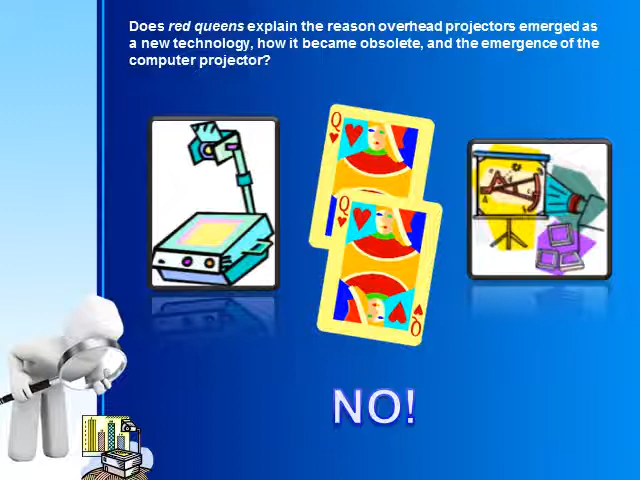 Does red queens explain the reason overhead projectors emerged as
a new technology, how it became obsolete, and the emergence of the
computer projector?
Q
Q
Q
NO!